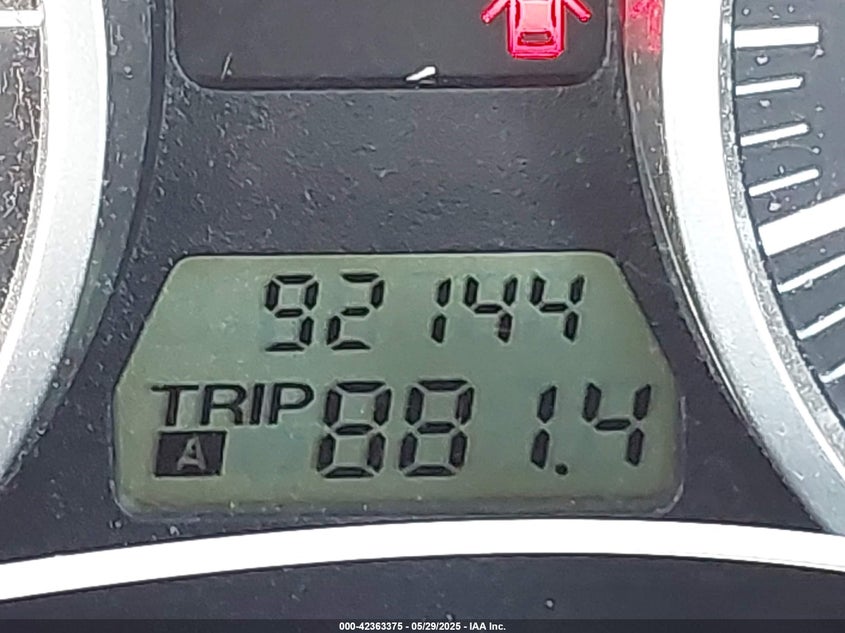 92144
TRIP 881.4
A
000-42363375 - 05/29/2025 - IAA Inc.